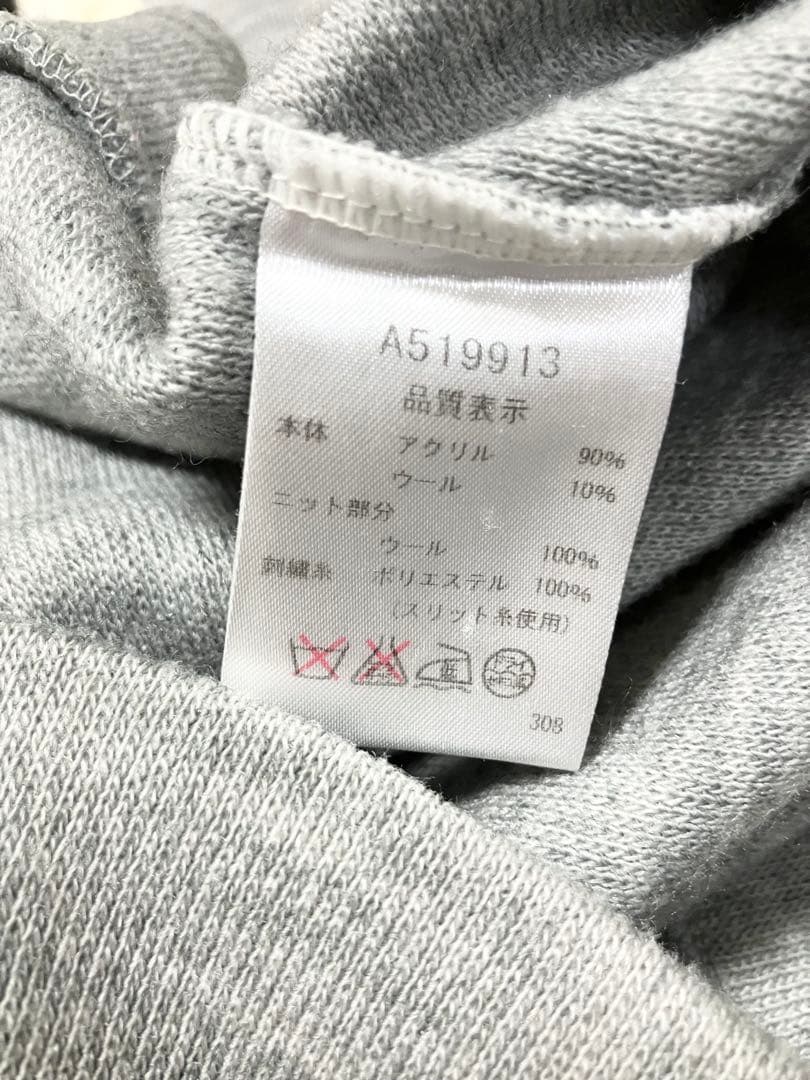 A519913
品質表示
本体 アクリル 90%
ウール 10%
ニット部分
ウール 100%
刺繍糸 ポリエステル 100%
(スリット糸使用)
308